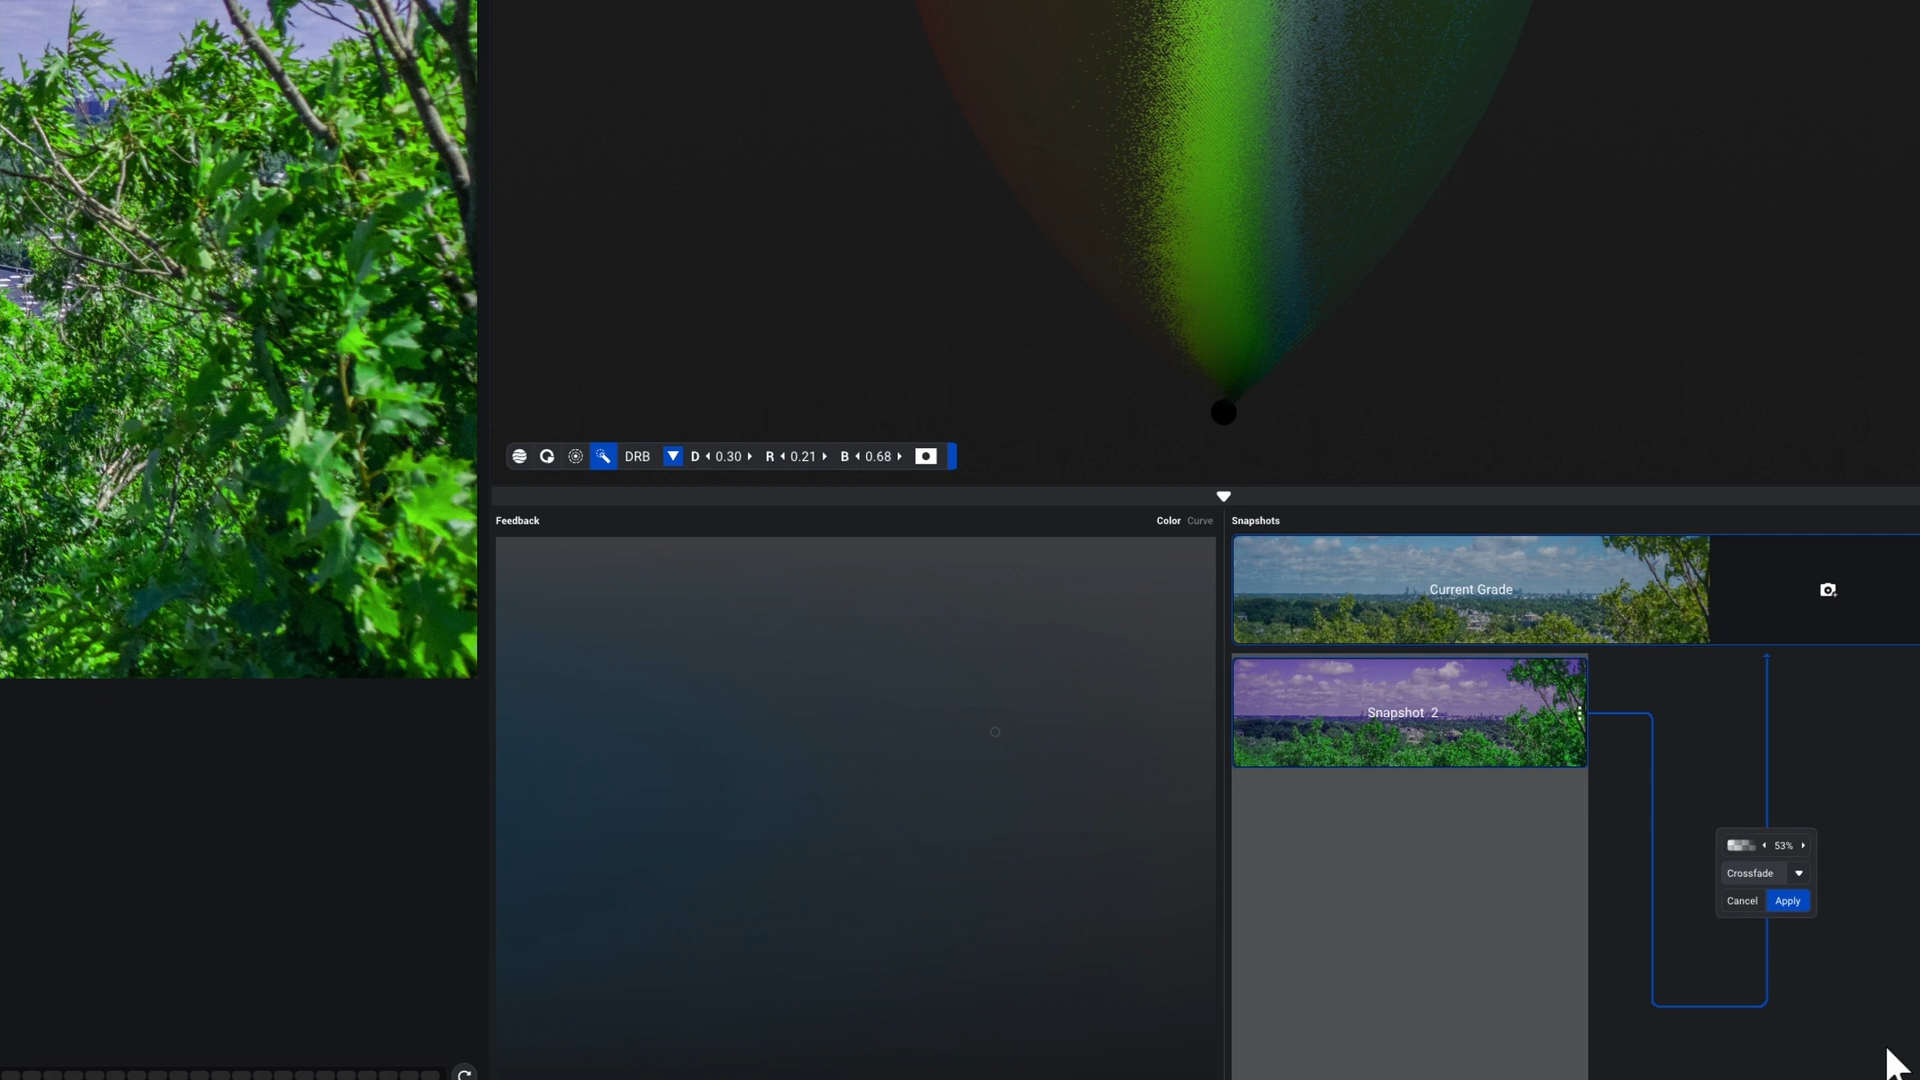 DRB D 0.30 R 0.21 B 0.68
Feedback
Color Curve
Snapshots
Current Grade
Snapshot 2
53%
Crossfade
Cancel Apply